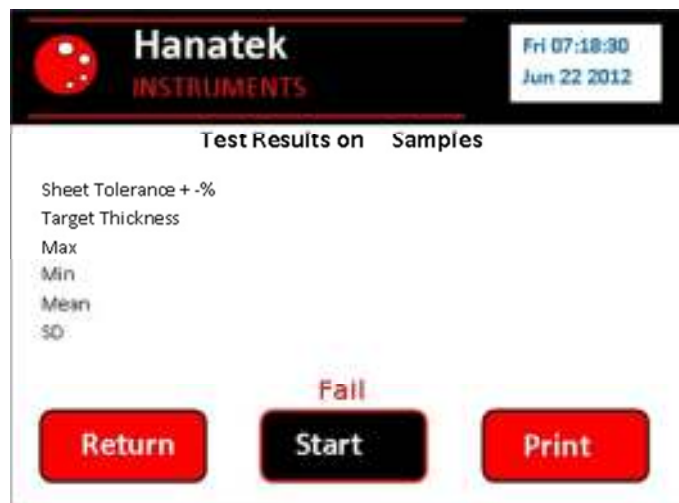 Hanatek
INSTRUMENTS
Fri 07:18:30
Jun 22 2012
Test Results on Samples
Sheet Tolerance + -%
Target Thickness
Max
Min
Mean
SD
Fail
Return
Start
Print